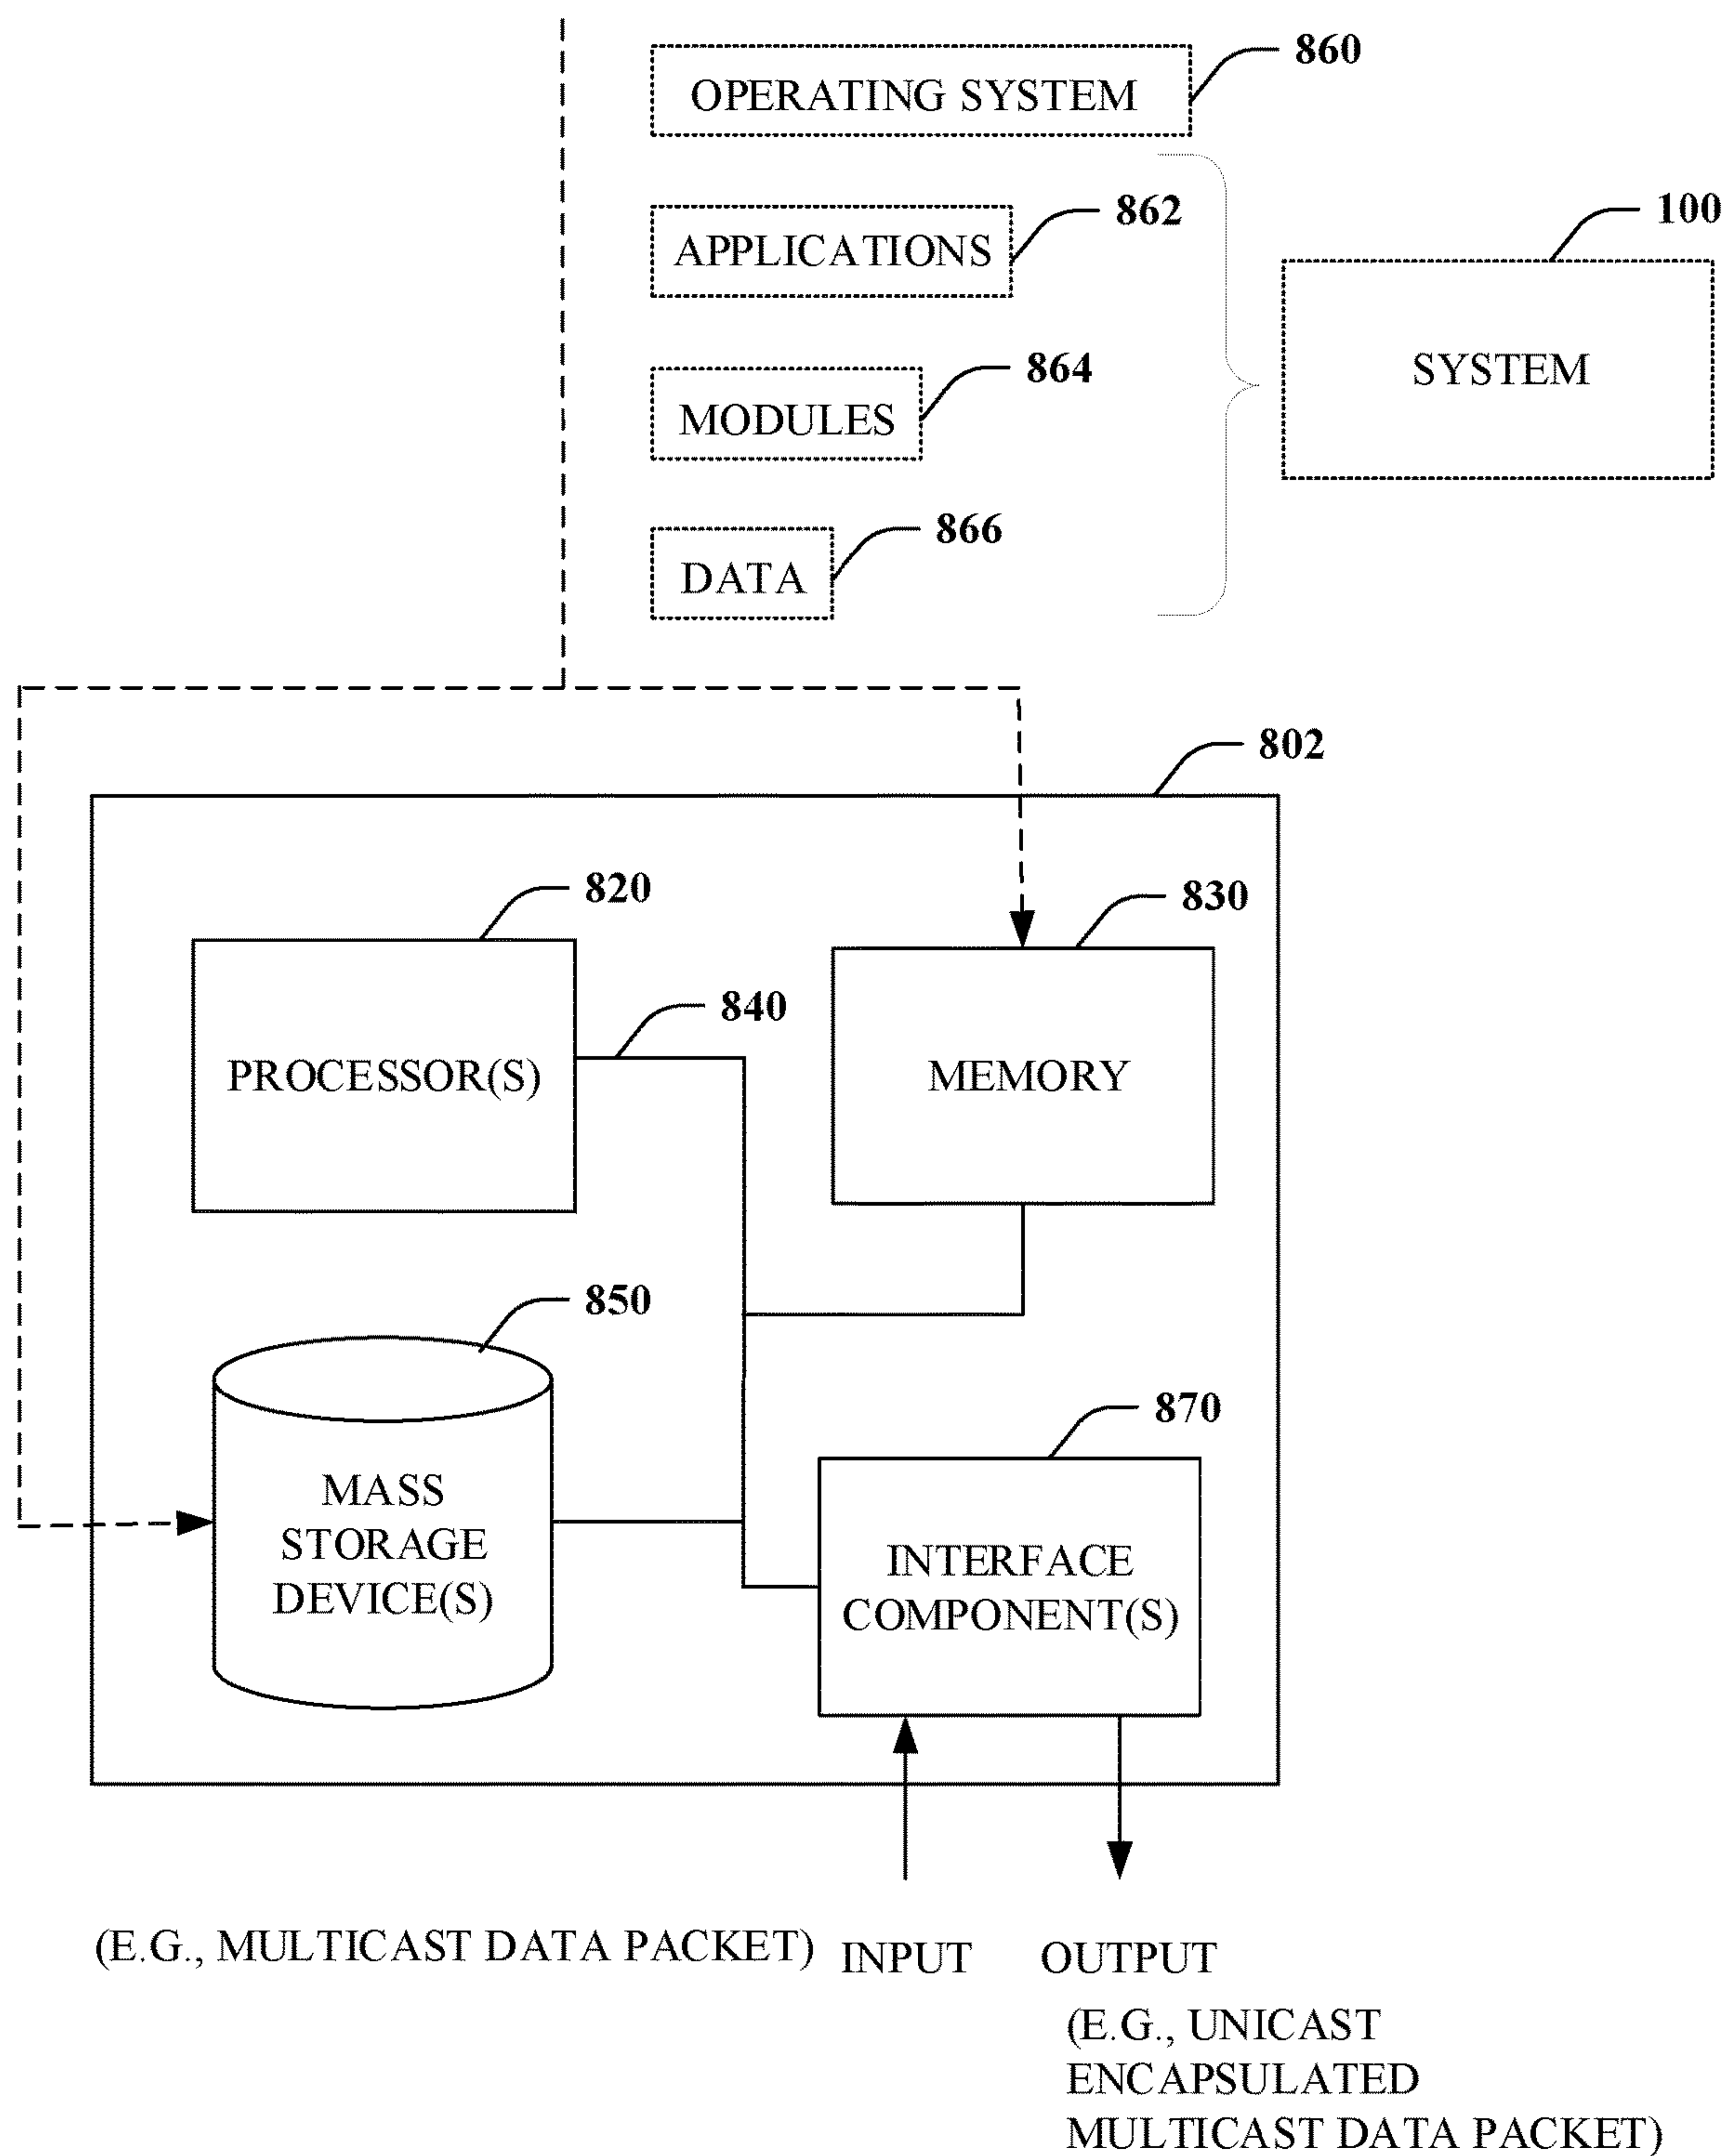 860
OPERATING SYSTEM
862
100
APPLICATIONS
864
SYSTEM
MODULES
866
DATA
802
820
830
840
PROCESSOR(S)
MEMORY
850
870
MASS
STORAGE
DEVICE(S)
INTERFACE
COMPONENT(S)
(E.G., MULTICAST DATA PACKET) INPUT
OUTPUT
(E.G., UNICAST
ENCAPSULATED
MULTICAST DATA PACKET)